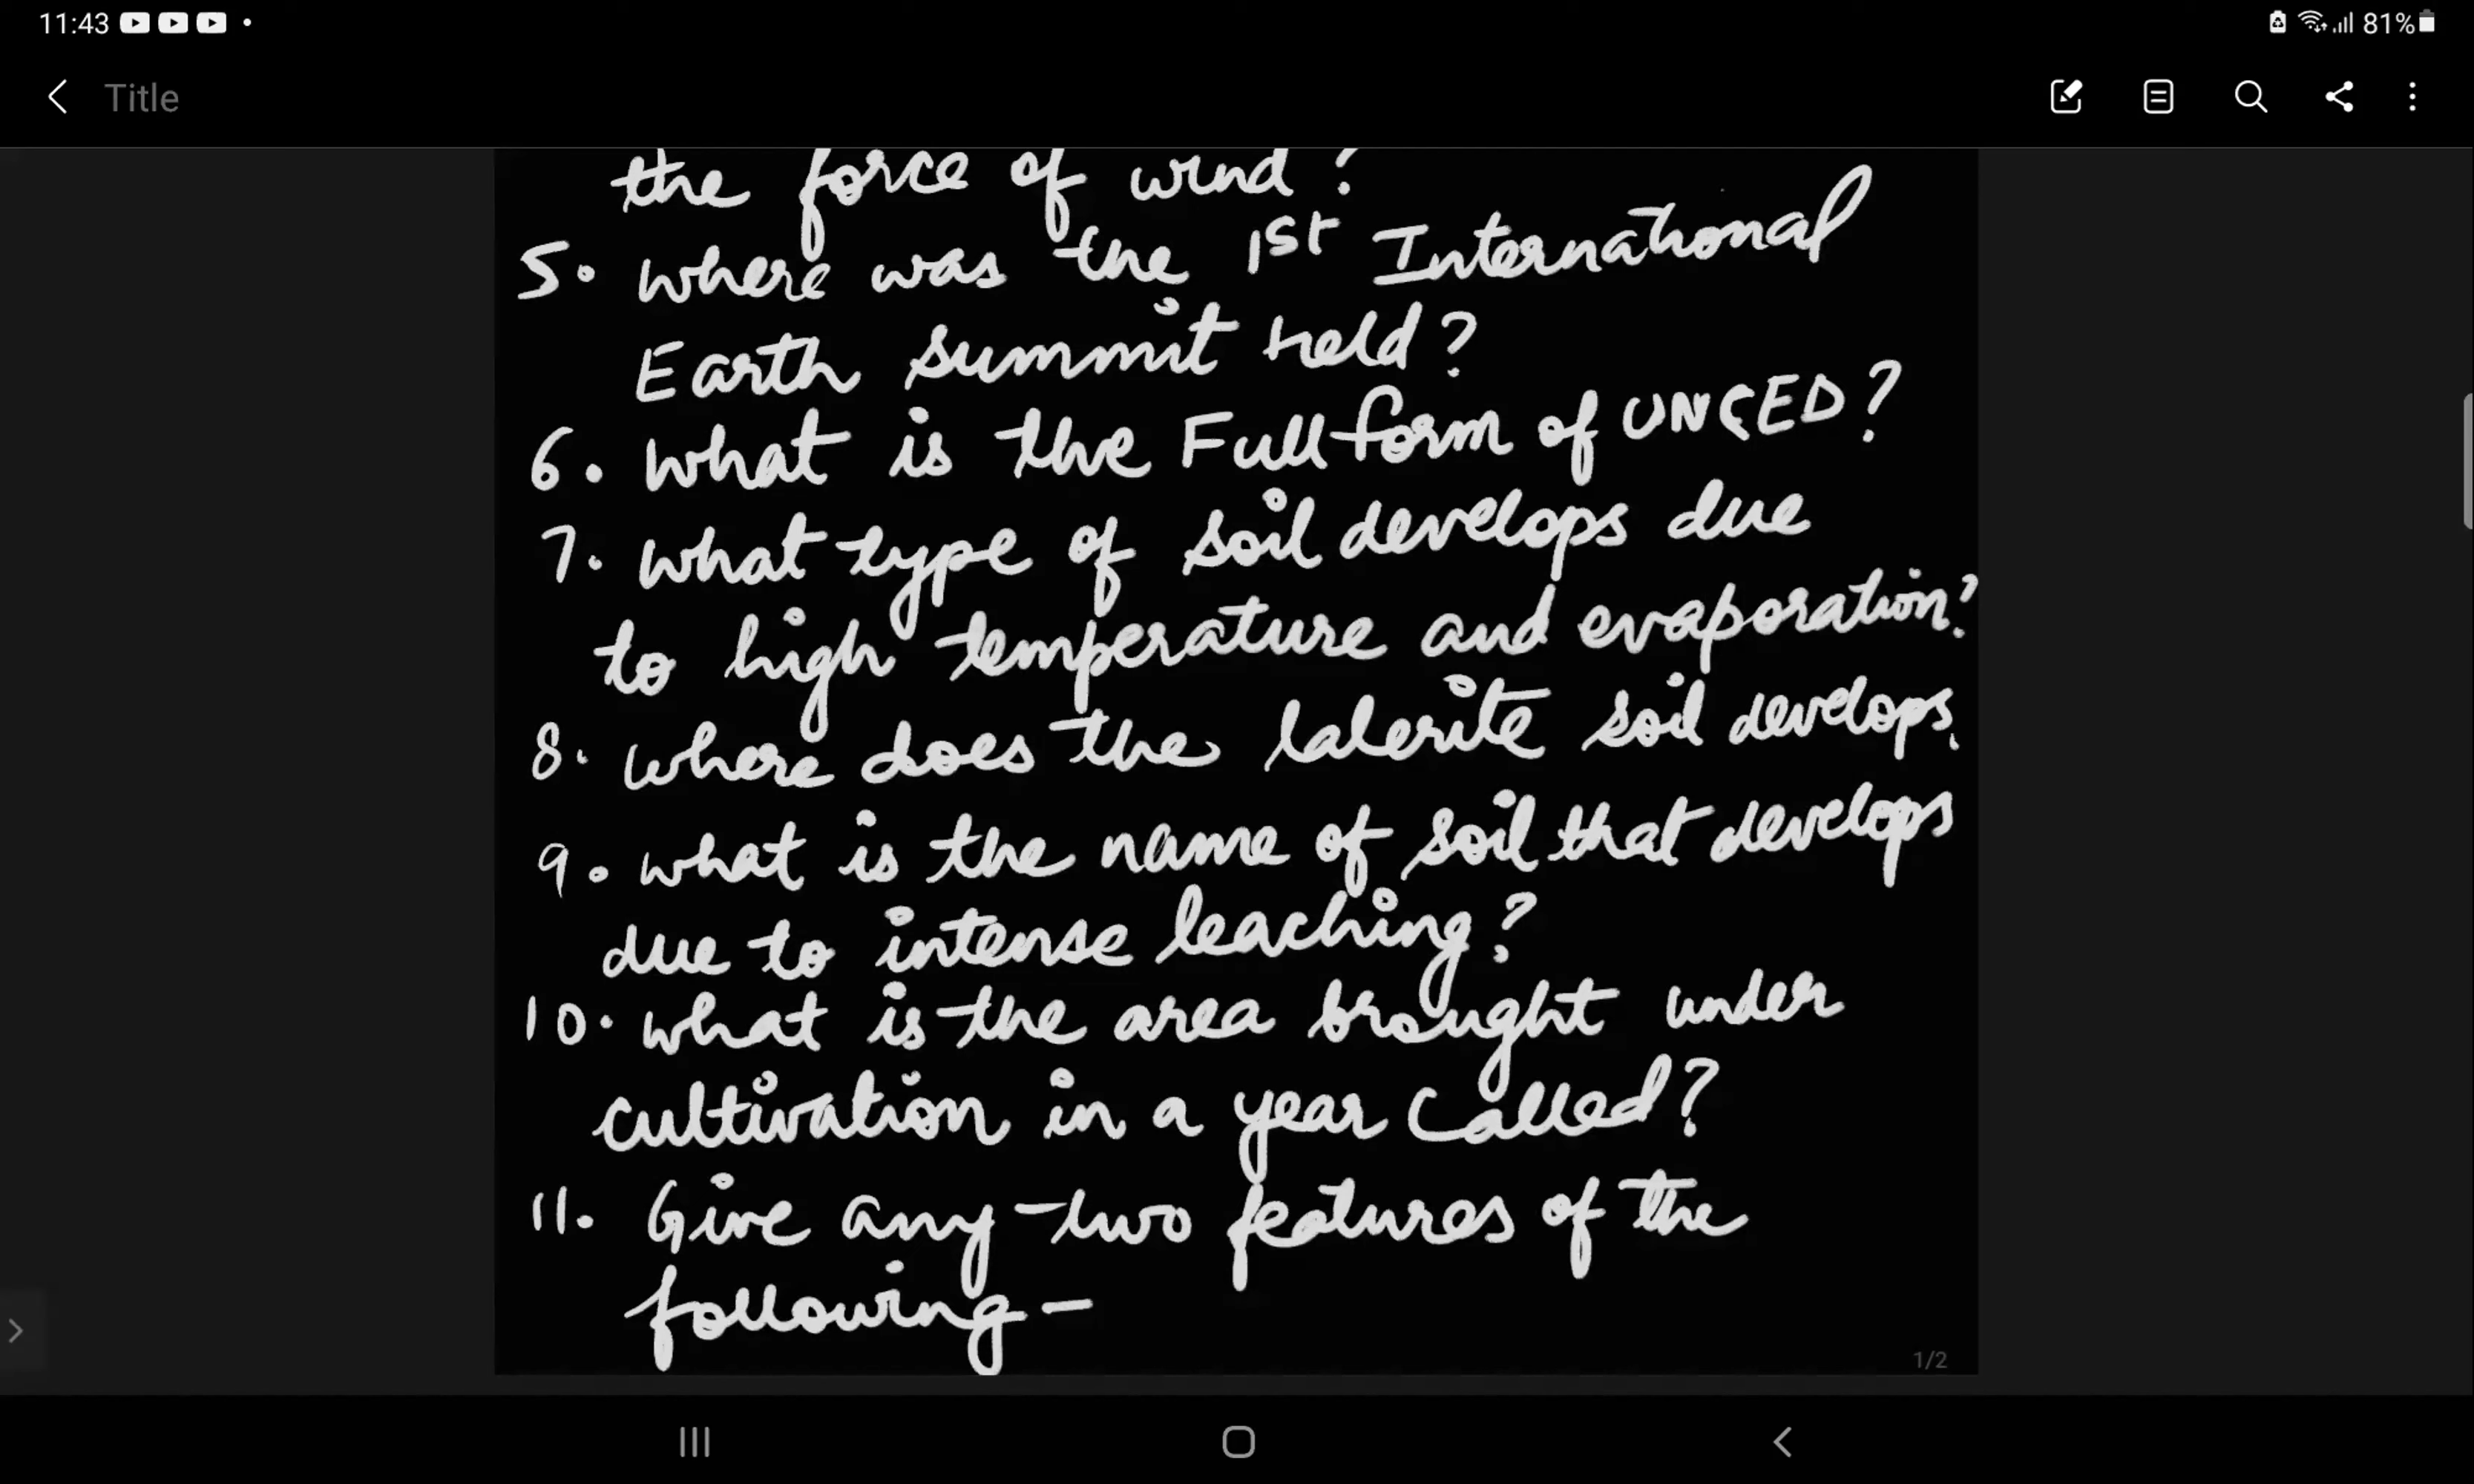 11:43
81%
Title
the force of wind?
5. where was the 1st International
Earth summit held?
6. What is the Full form of UNCED?
7. What type of soil develops due
to high temperature and evaporation?
8. where does the lalerite soil develops.
9. what is the name of soil that develops
due to intense leaching?
10. what is the area brought under
cultivation in a year called?
11. Give any two features of the
following-
1/2